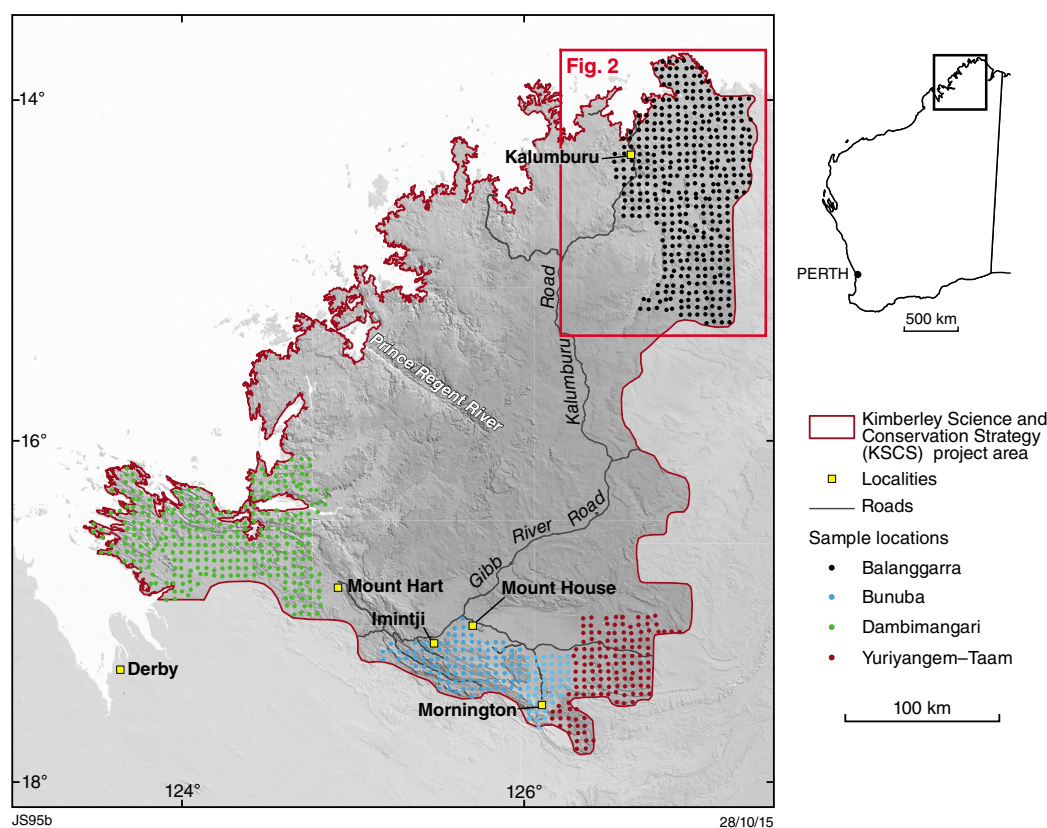 Fig. 2
14°
Kalumburu
Road
Kalumburu
Prince Regent River
16°
Gibb River Road
Mount Hart
Mount House
Imintji
Derby
Mornington
18°
124°
126°
JS95b
28/10/15
PERTH
500 km
Kimberley Science and
Conservation Strategy
(KSCS) project area
Localities
Roads
Sample locations
Balanggarra
Bunuba
Dambimangari
Yuriyangem–Taam
100 km